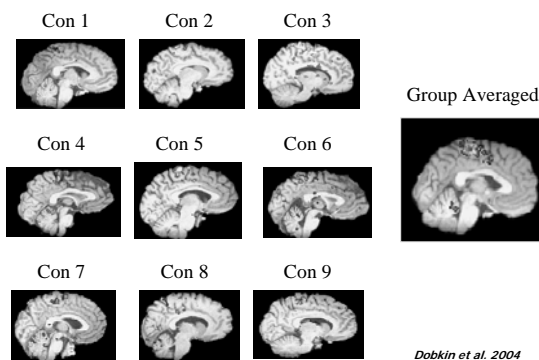 Con 1
Con 2
Con 3
Group Averaged
Con 4
Con 5
Con 6
Con 7
Con 8
Con 9
Dobkin et al. 2004